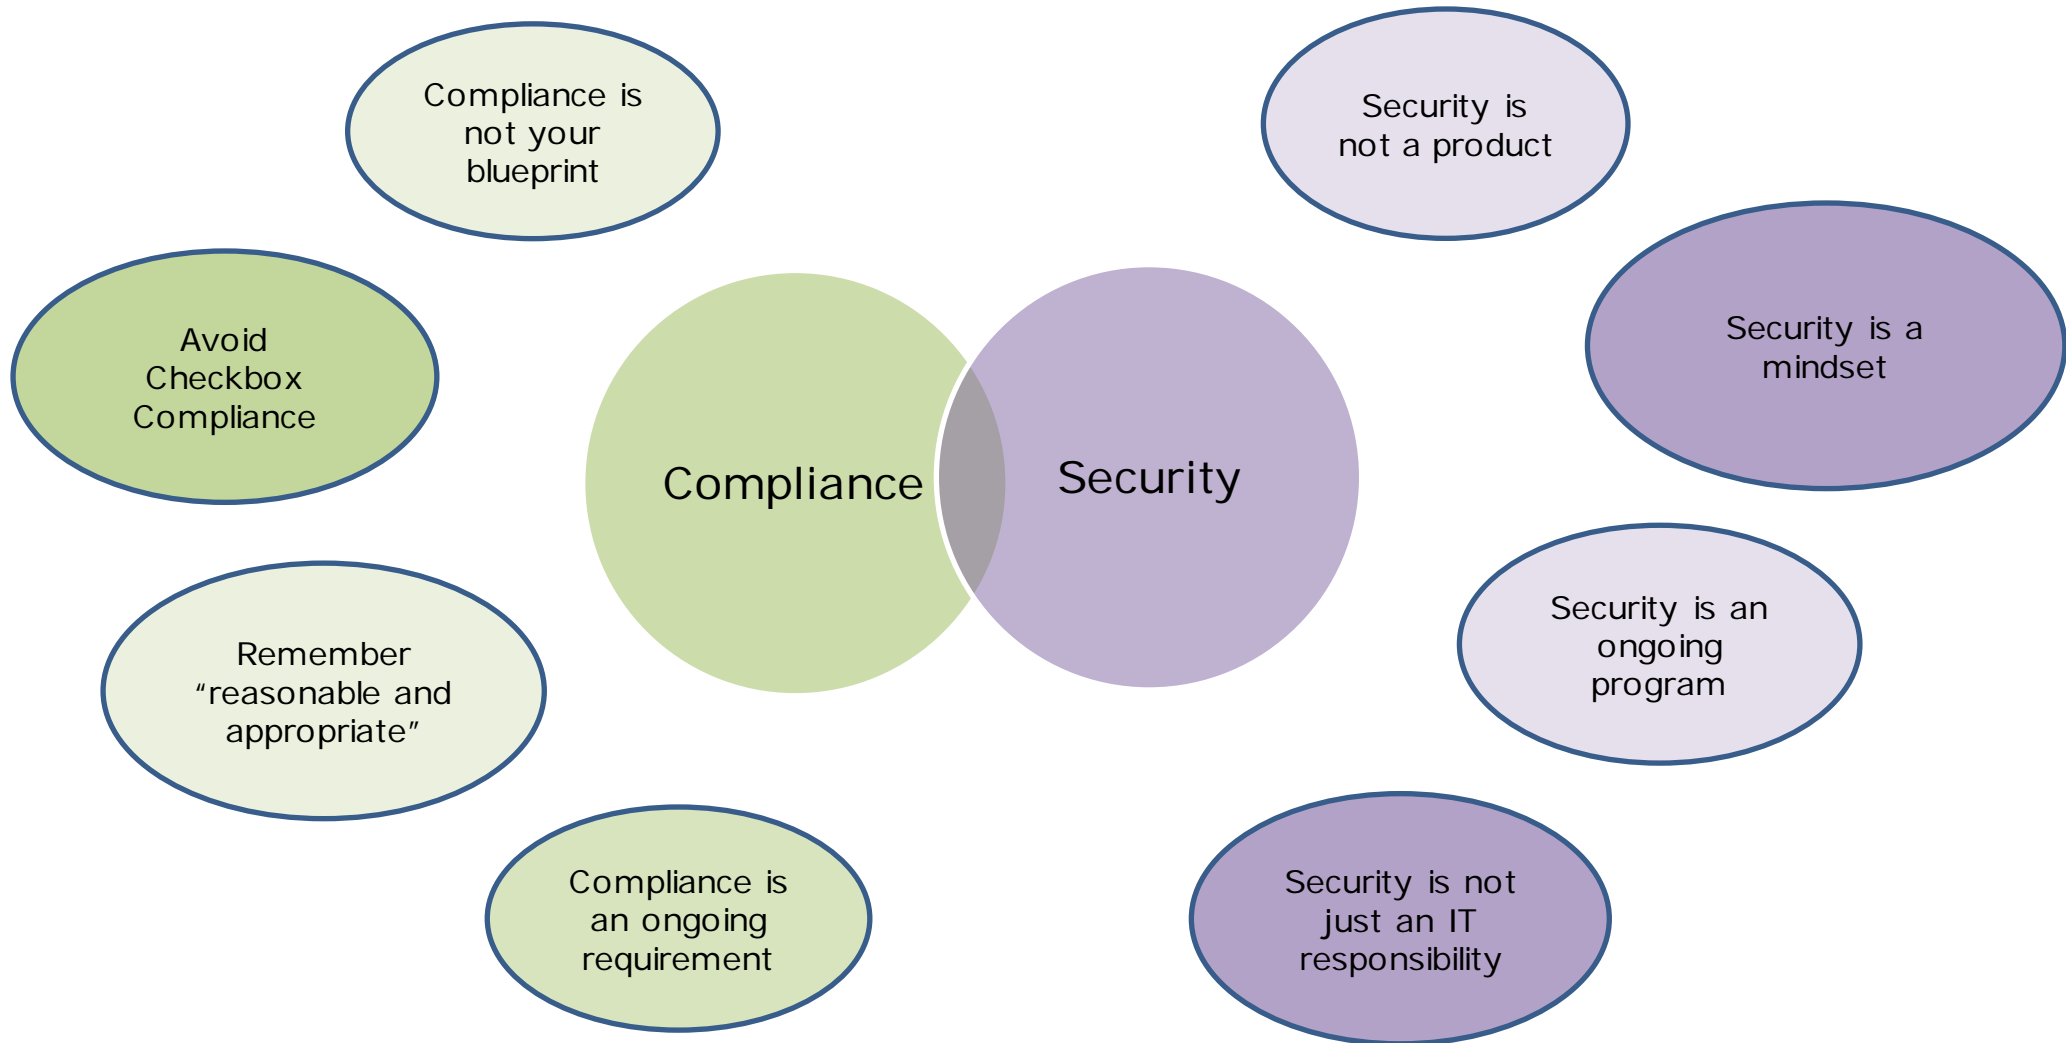 Compliance is
not your
blueprint
Avoid
Checkbox
Compliance
Remember
“reasonable and
appropriate”
Compliance is
an ongoing
requirement
Compliance
Security
Security is
not a product
Security is a
mindset
Security is an
ongoing
program
Security is not
just an IT
responsibility